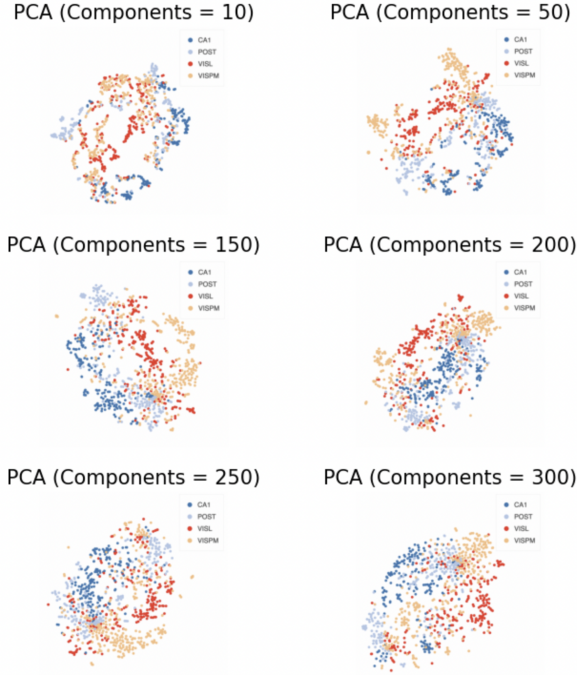 PCA (Components = 10)
CA1
POST
VISL
VISPM
PCA (Components = 50)
CA1
POST
VISL
VISPM
PCA (Components = 150)
CA1
POST
VISL
VISPM
PCA (Components = 200)
CA1
POST
VISL
VISPM
PCA (Components = 250)
CA1
POST
VISL
VISPM
PCA (Components = 300)
CA1
POST
VISL
VISPM